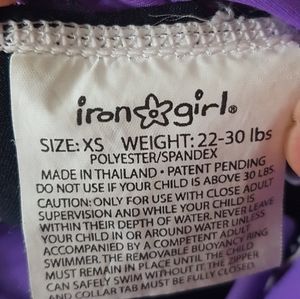 iron girl®
SIZE: XS WEIGHT: 22-30 lbs
POLYESTER/SPANDEX
MADE IN THAILAND • PATENT PENDING
DO NOT USE IF YOUR CHILD IS ABOVE 30 LBS.
CAUTION: ONLY FOR USE WITH CLOSE ADULT
SUPERVISION AND WHILE YOUR CHILD STAYS
WITHIN THEIR DEPTH OF WATER. NEVER LEAVE
YOUR CHILD IN OR AROUND WATER UNLESS
ACCOMPANIED BY A COMPETENT ADULT
SWIMMER. THE REMOVABLE BUOYANCY RING
MUST REMAIN IN PLACE UNTIL THE CHILD
CAN SAFELY SWIM WITHOUT IT. THE ZIPPER
AND COLLAR TAB MUST BE FULLY CLOSED.